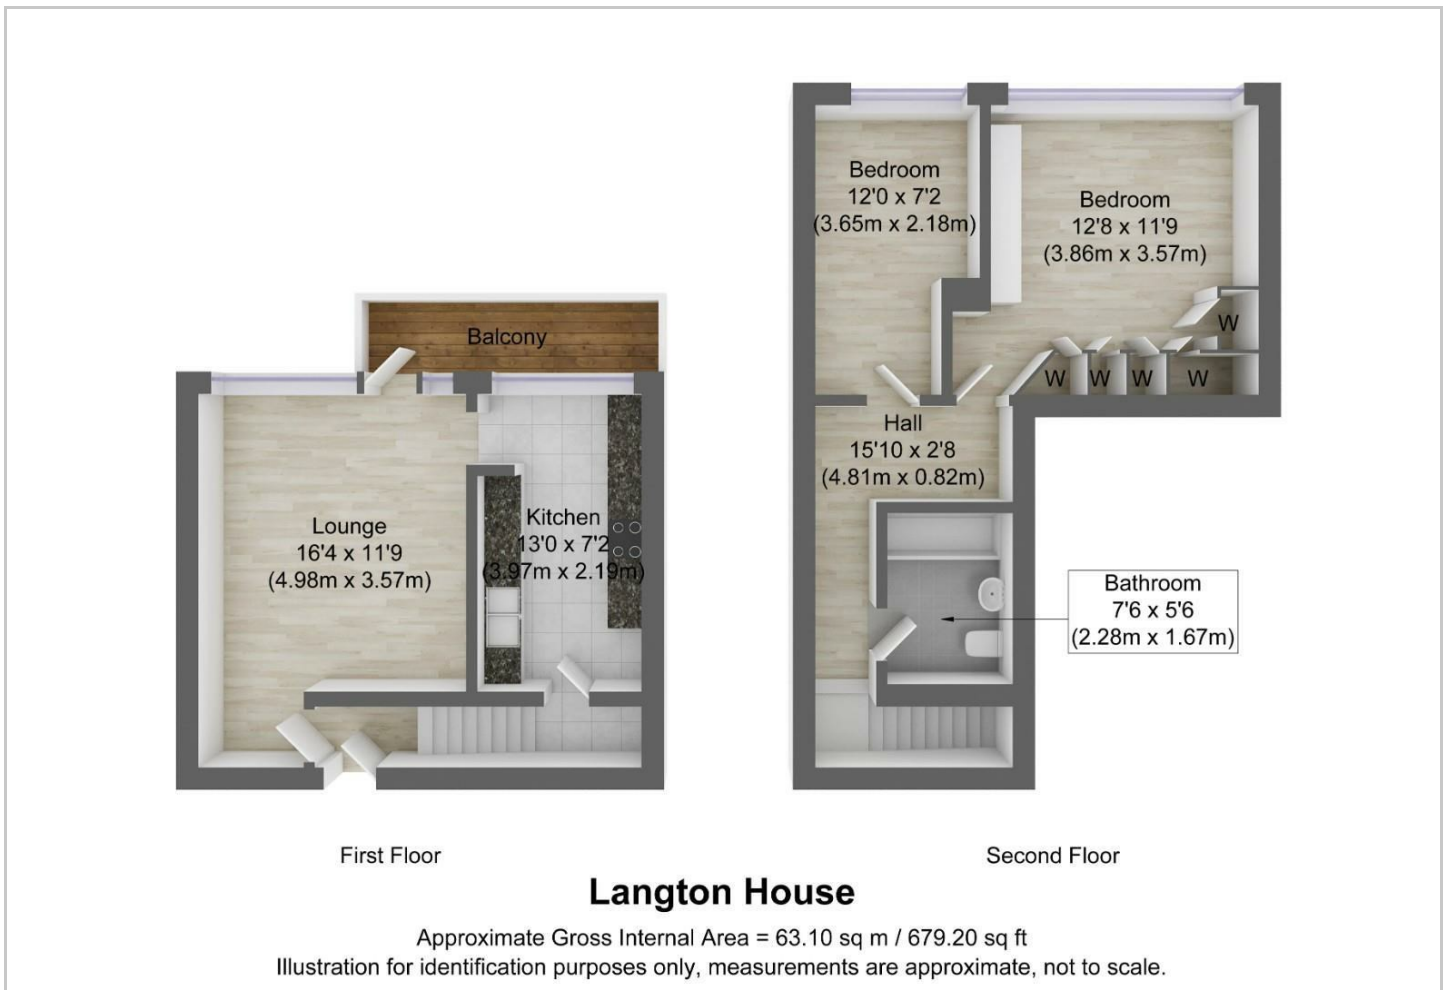 Balcony
Lounge
16'4 x 11'9
(4.98m x 3.57m)
Kitchen
13'0 x 7'2
(3.97m x 2.19m)
First Floor
Bedroom
12'0 x 7'2
(3.65m x 2.18m)
Bedroom
12'8 x 11'9
(3.86m x 3.57m)
W
W W W W
Hall
15'10 x 2'8
(4.81m x 0.82m)
Bathroom
7'6 x 5'6
(2.28m x 1.67m)
Second Floor
Langton House
Approximate Gross Internal Area = 63.10 sq m / 679.20 sq ft
Illustration for identification purposes only, measurements are approximate, not to scale.